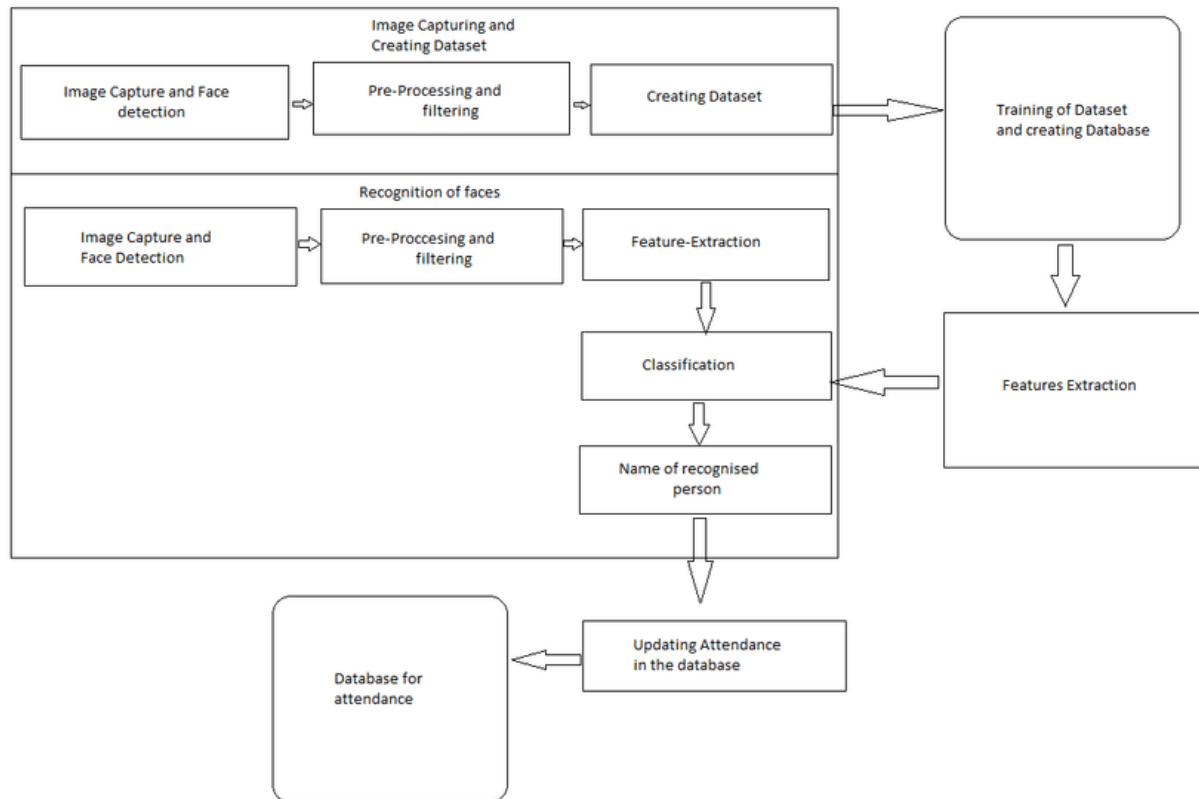 Image Capturing and
Creating Dataset
Image Capture and Face
detection
Pre-Processing and
filtering
Creating Dataset
Training of Dataset
and creating Database
Recognition of faces
Image Capture and
Face Detection
Pre-Proccesing and
filtering
Feature-Extraction
Classification
Features Extraction
Name of recognised
person
Updating Attendance
in the database
Database for
attendance